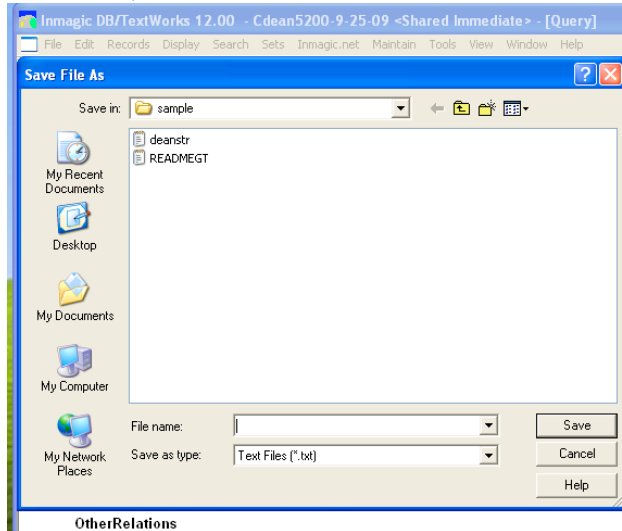 Inmagic DB/TextWorks 12.00 - Cdean5200-9-25-09 <Shared Immediate> - [Query]
File Edit Records Display Search Sets Inmagic.net Maintain Tools View Window Help
Save File As
Save in: sample
deanstr
READMEGT
My Recent
Documents
Desktop
My Documents
My Computer
My Network
Places
File name:
Save
Save as type: Text Files (*.txt)
Cancel
Help
OtherRelations